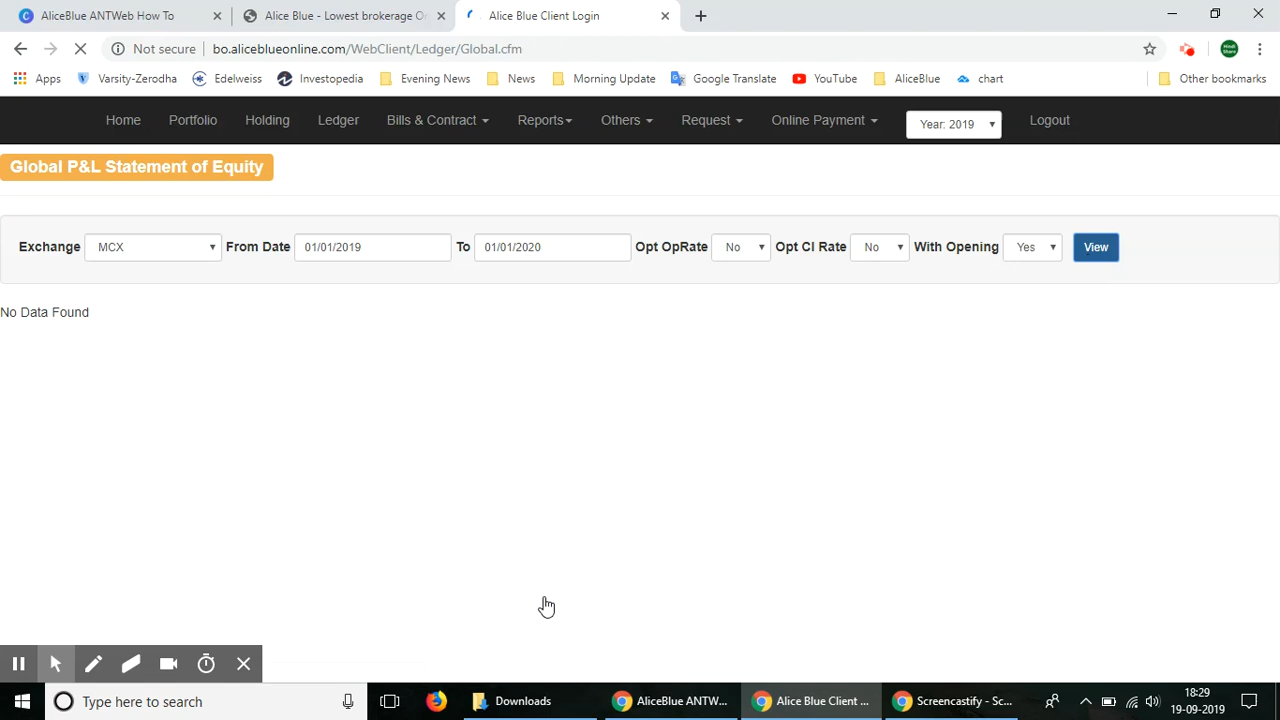 AliceBlue ANTWeb How To
Alice Blue - Lowest brokerage On
Alice Blue Client Login
Not secure
bo.aliceblueonline.com/WebClient/Ledger/Global.cfm
Apps
Varsity-Zerodha
Edelweiss
Investopedia
Evening News
News
Morning Update
Google Translate
YouTube
AliceBlue
chart
Other bookmarks
Home
Portfolio
Holding
Ledger
Bills & Contract
Reports
Others
Request
Online Payment
Year: 2019
Logout
Global P&L Statement of Equity
Exchange MCX From Date 01/01/2019 To 01/01/2020 Opt OpRate No Opt Cl Rate No With Opening Yes View
No Data Found
Type here to search
Downloads
AliceBlue ANTW...
Alice Blue Client ...
Screencastify - Sc...
18:29
19-09-2019